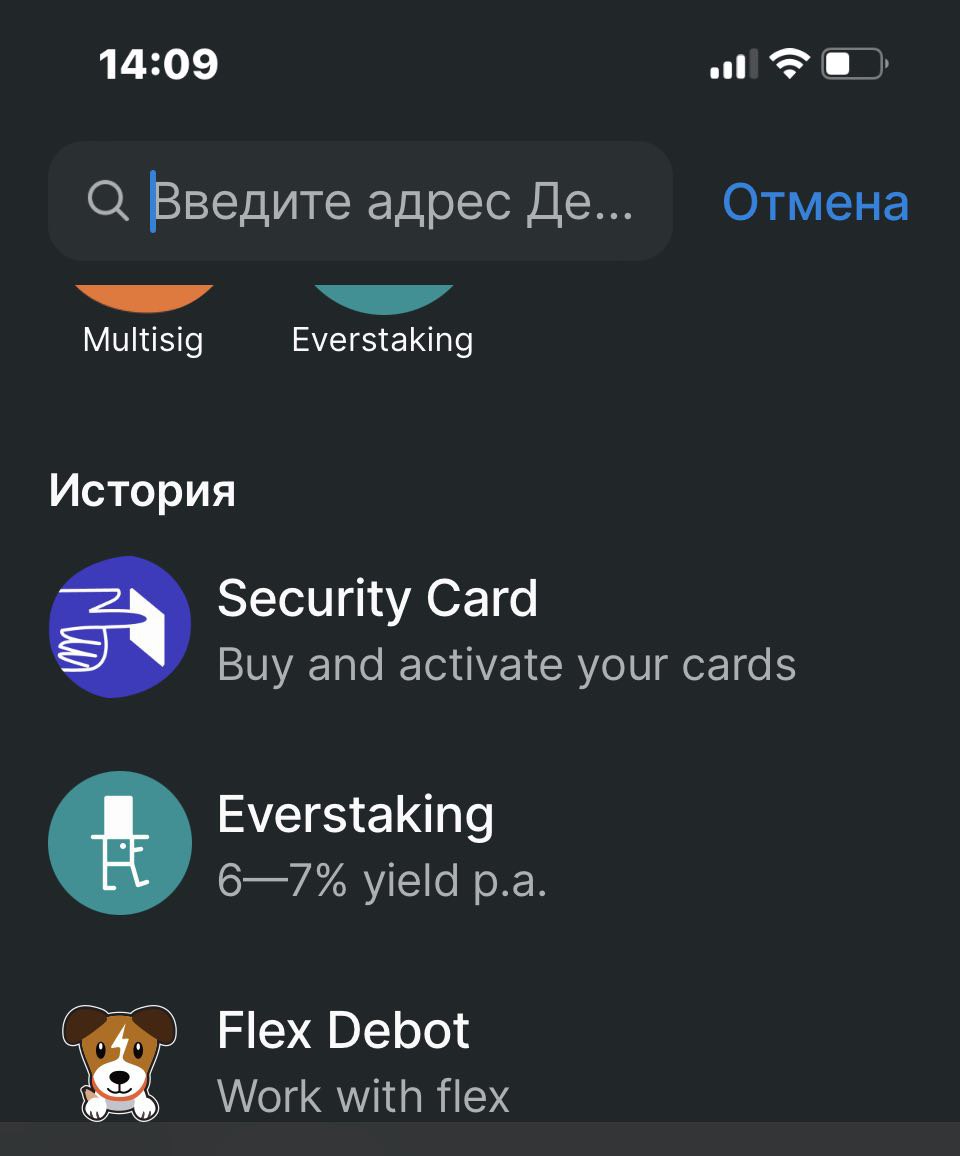 14:09
Введите адрес Де...
Отмена
Multisig
Everstaking
История
Security Card
Buy and activate your cards
Everstaking
6—7% yield p.a.
Flex Debot
Work with flex